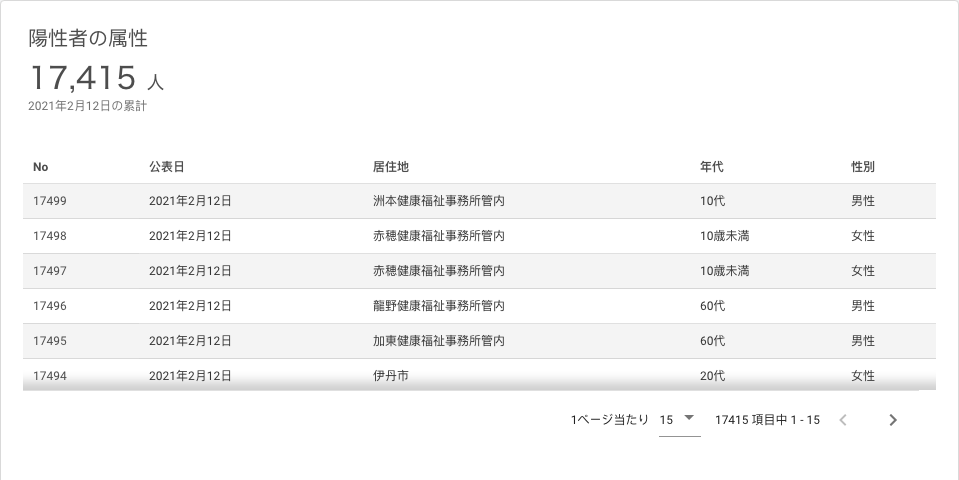 陽性者の属性
17,415 人
2021年2月12日の累計
No 公表日 居住地 年代 性別
17499 2021年2月12日 洲本健康福祉事務所管内 10代 男性
17498 2021年2月12日 赤穂健康福祉事務所管内 10歳未満 女性
17497 2021年2月12日 赤穂健康福祉事務所管内 10歳未満 女性
17496 2021年2月12日 龍野健康福祉事務所管内 60代 男性
17495 2021年2月12日 加東健康福祉事務所管内 60代 男性
17494 2021年2月12日 伊丹市 20代 女性
1ページ当たり 15 17415 項目中 1 - 15